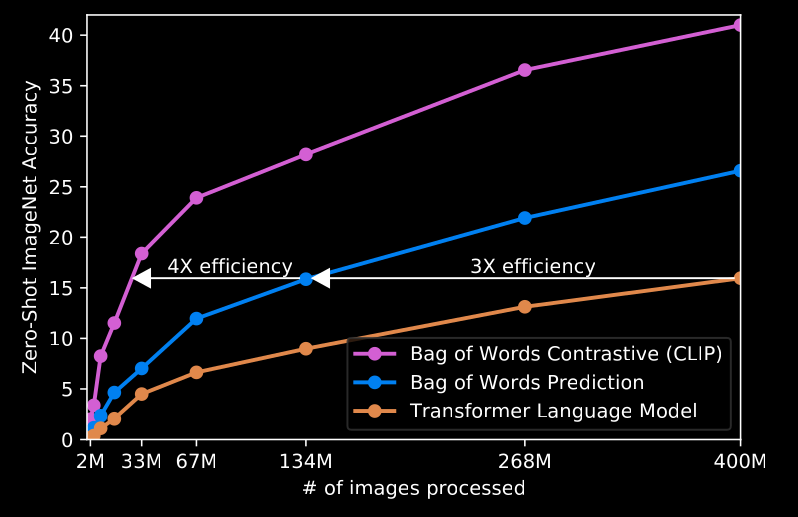 40
35
30
25
20
15
10
5
0
Zero-Shot ImageNet Accuracy
4X efficiency
3X efficiency
Bag of Words Contrastive (CLIP)
Bag of Words Prediction
Transformer Language Model
2M 33M 67M 134M 268M 400M
# of images processed